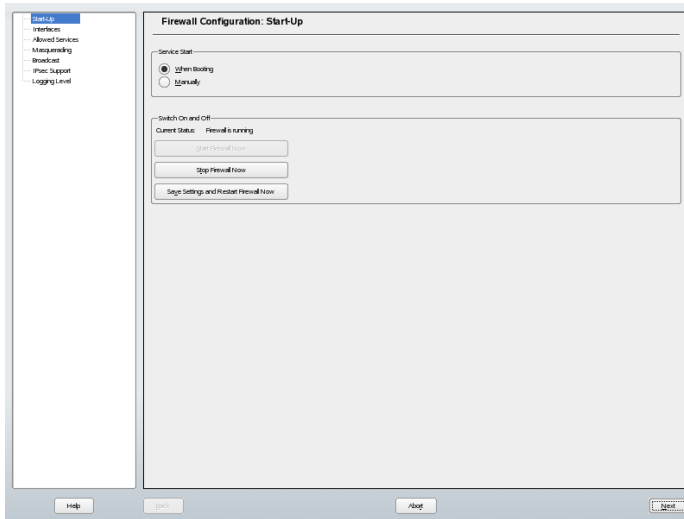 Start-Up
Interfaces
Allowed Services
Masquerading
Broadcast
IPsec Support
Logging Level
Firewall Configuration: Start-Up
Service Start
When Booting
Manually
Switch On and Off
Current Status: Firewall is running
Start Firewall Now
Stop Firewall Now
Save Settings and Restart Firewall Now
Help
Back
Abort
Next